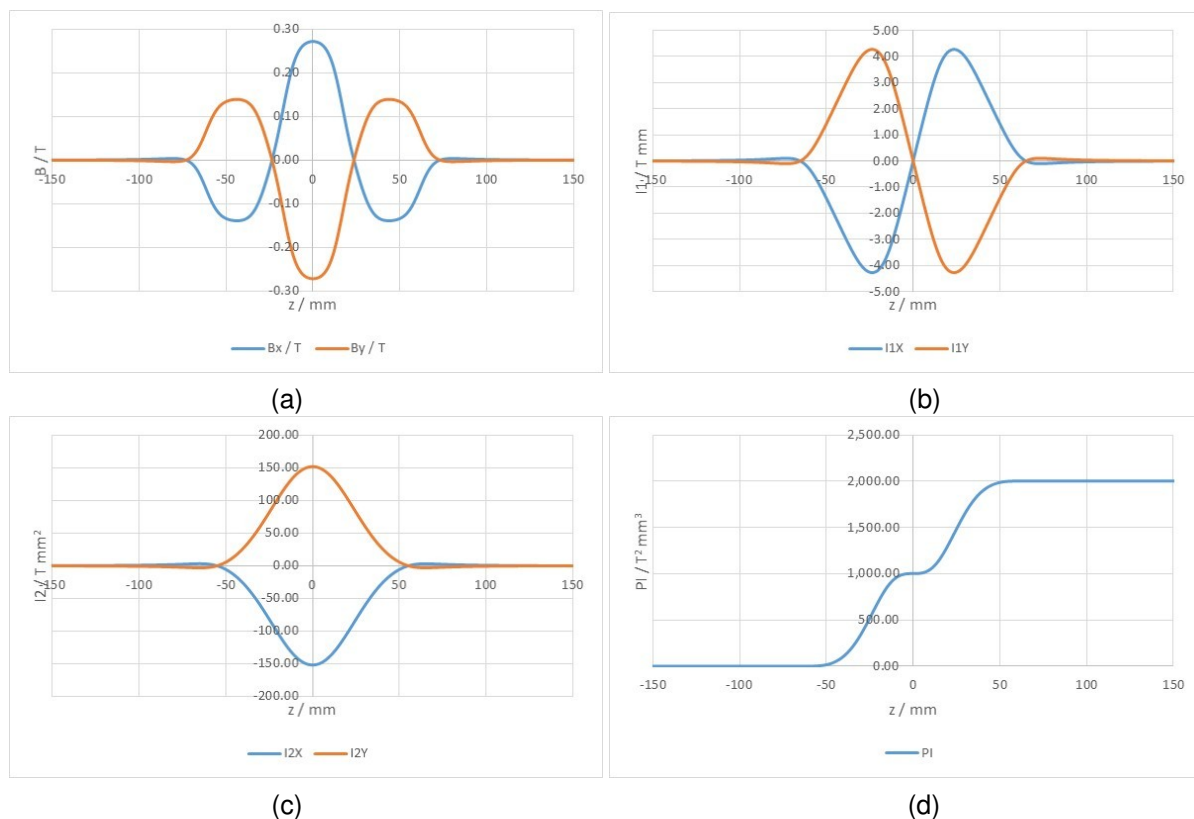 0.30
0.20
0.10
0.00
-0.10
-0.20
-0.30
-150 -100 -50 0 50 100 150
B / T
z / mm
Bx / T By / T
(a)
5.00
4.00
3.00
2.00
1.00
0.00
-1.00
-2.00
-3.00
-4.00
-5.00
-150 -100 -50 0 50 100 150
I1 / T mm
z / mm
I1X I1Y
(b)
200.00
150.00
100.00
50.00
0.00
-50.00
-100.00
-150.00
-200.00
-150 -100 -50 0 50 100 150
I2 / T mm²
z / mm
I2X I2Y
(c)
2,500.00
2,000.00
1,500.00
1,000.00
500.00
0.00
-150 -100 -50 0 50 100 150
PI / T² mm³
z / mm
PI
(d)